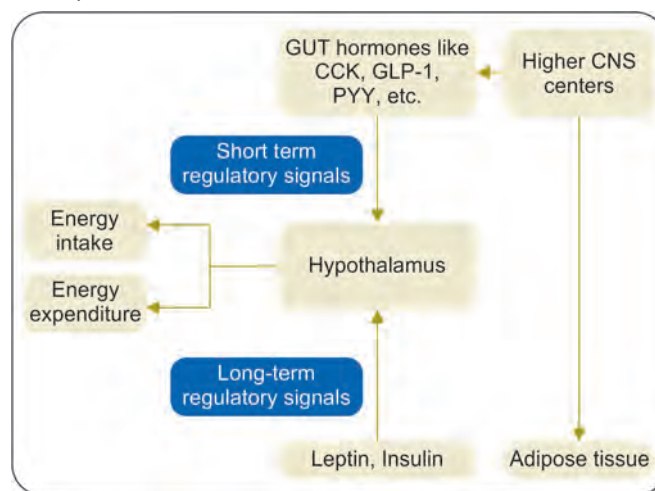 GUT hormones like
CCK, GLP-1,
PYY, etc.
Higher CNS
centers
Short term
regulatory signals
Energy
intake
Hypothalamus
Energy
expenditure
Long-term
regulatory signals
Leptin, Insulin
Adipose tissue